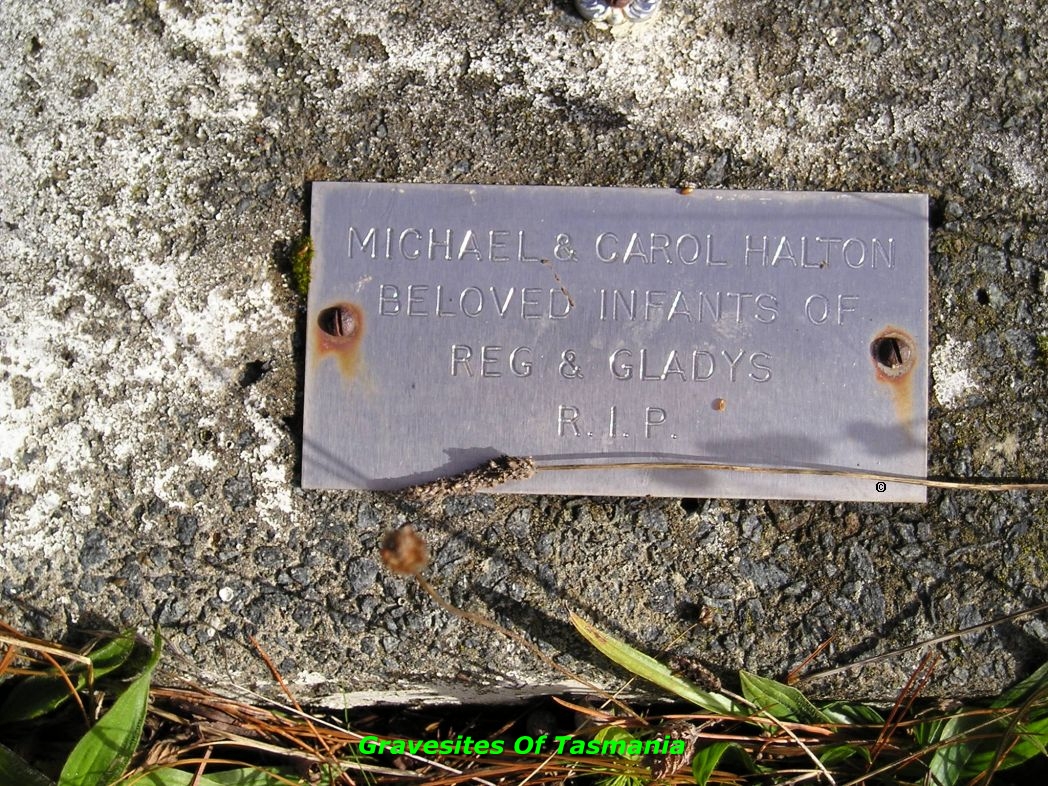 MICHAEL & CAROL HALTON
BELOVED INFANTS OF
REG & GLADYS
R.I.P.
©
Gravesites Of Tasmania